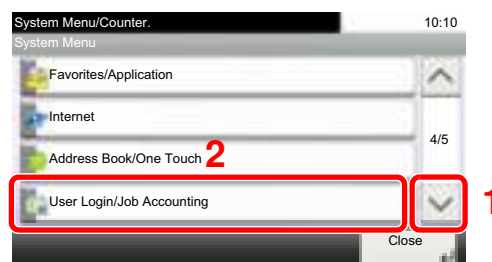 System Menu/Counter. 10:10
System Menu
Favorites/Application
Internet
4/5
Address Book/One Touch 2
User Login/Job Accounting 1
Close